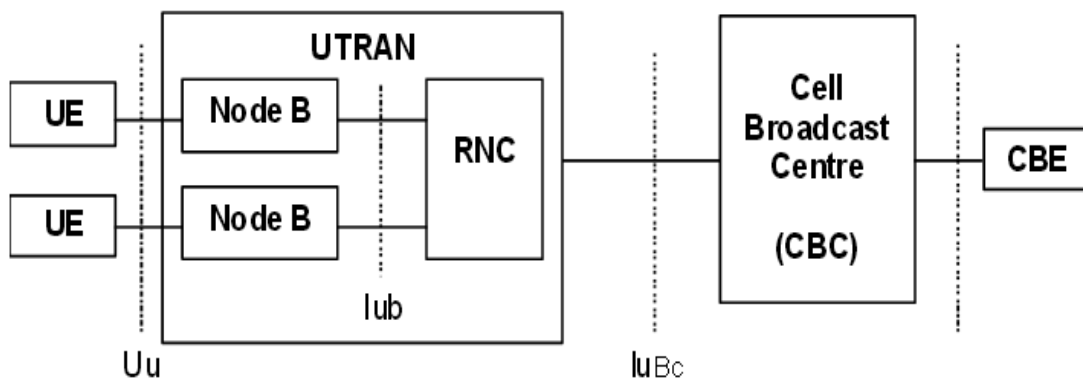 UTRAN
UE
Node B
RNC
UE
Node B
Iub
Uu
IuBc
Cell
Broadcast
Centre
(CBC)
CBE